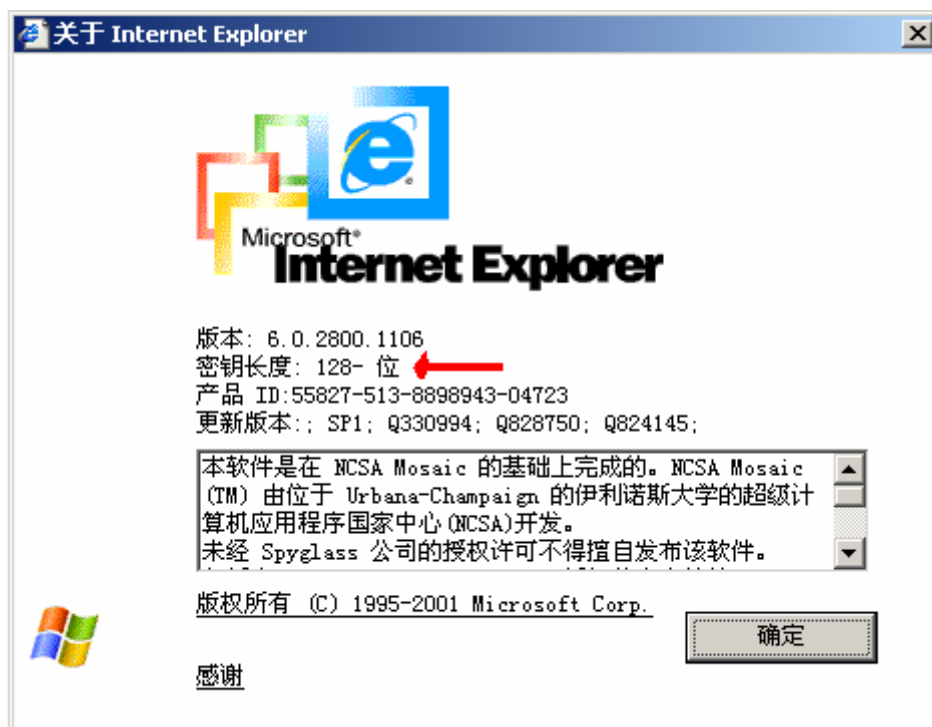 关于 Internet Explorer
Microsoft®
Internet Explorer
版本: 6.0.2800.1106
密钥长度: 128- 位
产品 ID:55827-513-8898943-04723
更新版本:; SP1; Q330994; Q828750; Q824145;
本软件是在 NCSA Mosaic 的基础上完成的。NCSA Mosaic
(TM) 由位于 Urbana-Champaign 的伊利诺斯大学的超级计
算机应用程序国家中心(NCSA)开发。
未经 Spyglass 公司的授权许可不得擅自发布该软件。
版权所有 (C) 1995-2001 Microsoft Corp.
确定
感谢